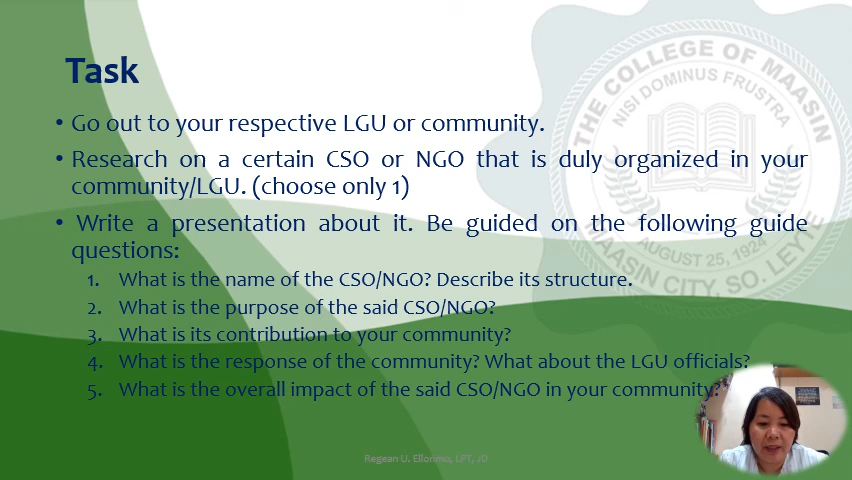 Task
• Go out to your respective LGU or community.
• Research on a certain CSO or NGO that is duly organized in your
community/LGU. (choose only 1)
• Write a presentation about it. Be guided on the following guide
questions:
1. What is the name of the CSO/NGO? Describe its structure.
2. What is the purpose of the said CSO/NGO?
3. What is its contribution to your community?
4. What is the response of the community? What about the LGU officials?
5. What is the overall impact of the said CSO/NGO in your community?
THE COLLEGE OF MAASIN
NISI DOMINUS FRUSTRA
AUGUST 25, 1924
MAASIN CITY, SO. LEYTE
Regean U. LPT, JD